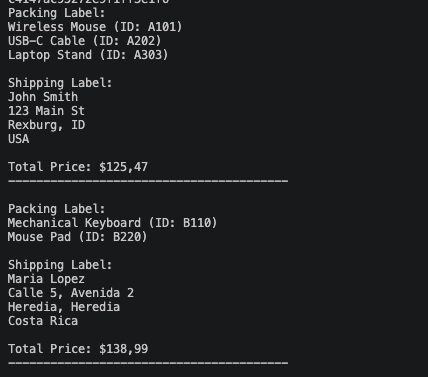 Packing Label:
Wireless Mouse (ID: A101)
USB-C Cable (ID: A202)
Laptop Stand (ID: A303)
Shipping Label:
John Smith
123 Main St
Rexburg, ID
USA
Total Price: $125,47
----------------------------------------
Packing Label:
Mechanical Keyboard (ID: B110)
Mouse Pad (ID: B220)
Shipping Label:
Maria Lopez
Calle 5, Avenida 2
Heredia, Heredia
Costa Rica
Total Price: $138,99
----------------------------------------